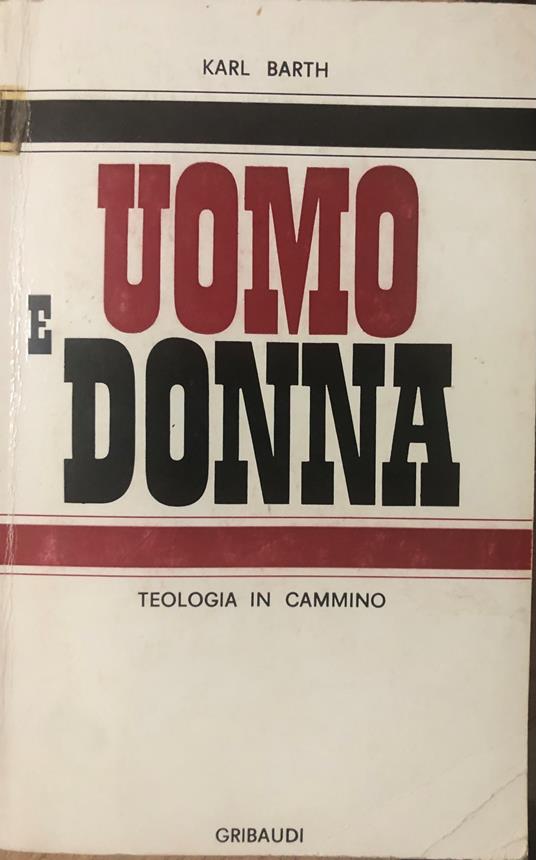 KARL BARTH
UOMO
E
DONNA
TEOLOGIA IN CAMMINO
GRIBAUDI